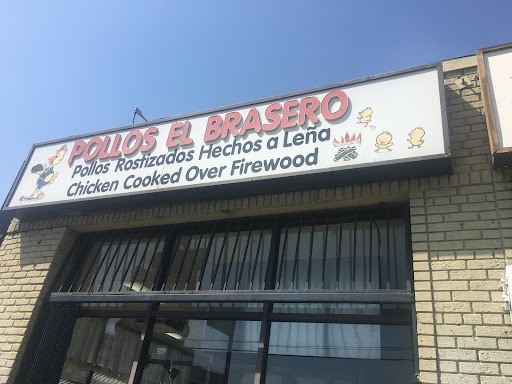 POLLOS EL BRASERO
Pollos Rostizados Hechos a Leña
Chicken Cooked Over Firewood